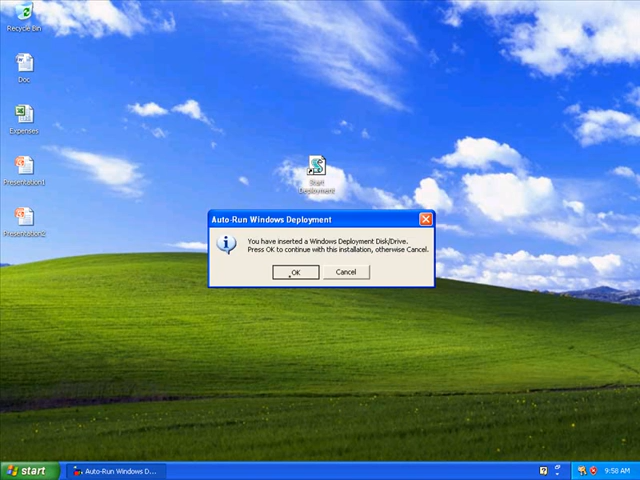 Recycle Bin
Doc
Expenses
Presentation1
Presentation2
Start
Deployment
Auto-Run Windows Deployment
You have inserted a Windows Deployment Disk/Drive.
Press OK to continue with this installation, otherwise Cancel.
OK
Cancel
start
Auto-Run Windows D...
9:58 AM